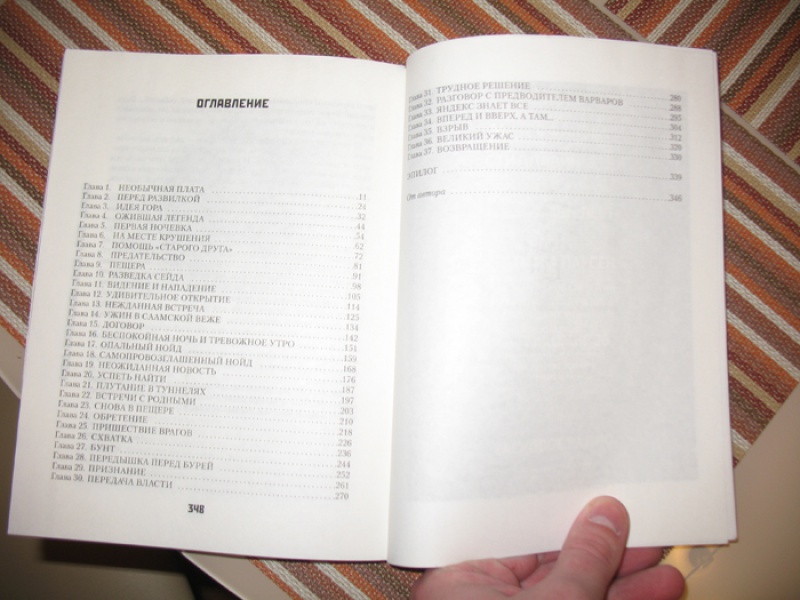 ОГЛАВЛЕНИЕ
Глава 1. НЕОБЫЧНАЯ ПЛАТА 11
Глава 2. ПЕРЕД РАЗВИЛКОЙ 24
Глава 3. ИДЕЯ ГОРА 32
Глава 4. ОЖИВШАЯ ЛЕГЕНДА 44
Глава 5. ПЕРВАЯ НОЧЕВКА 54
Глава 6. НА МЕСТЕ КРУШЕНИЯ 62
Глава 7. ПОМОЩЬ «СТАРОГО ДРУГА» 72
Глава 8. ПРЕДАТЕЛЬСТВО 81
Глава 9. ПЕЩЕРА 91
Глава 10. РАЗВЕДКА СЕЙДА 98
Глава 11. ВИДЕНИЕ И НАПАДЕНИЕ 105
Глава 12. УДИВИТЕЛЬНОЕ ОТКРЫТИЕ 114
Глава 13. НЕЖДАННАЯ ВСТРЕЧА 125
Глава 14. УЖИН В СААМСКОЙ ВЕЖЕ 134
Глава 15. ДОГОВОР 142
Глава 16. БЕСПОКОЙНАЯ НОЧЬ И ТРЕВОЖНОЕ УТРО 151
Глава 17. ОПАЛЬНЫЙ НОЙД 159
Глава 18. САМОПРОВОЗГЛАШЕННЫЙ НОЙД 168
Глава 19. НЕОЖИДАННАЯ НОВОСТЬ 176
Глава 20. УСПЕТЬ НАЙТИ 187
Глава 21. ПЛУТАНИЕ В ТУННЕЛЯХ 197
Глава 22. ВСТРЕЧИ С РОДНЫМИ 203
Глава 23. СНОВА В ПЕЩЕРЕ 210
Глава 24. ОБРЕТЕНИЕ 218
Глава 25. ПРИШЕСТВИЕ ВРАГОВ 226
Глава 26. СХВАТКА 236
Глава 27. БУНТ 244
Глава 28. ПЕРЕДЫШКА ПЕРЕД БУРЕЙ 252
Глава 29. ПРИЗНАНИЕ 261
Глава 30. ПЕРЕДАЧА ВЛАСТИ 270
348
Глава 31. ТРУДНОЕ РЕШЕНИЕ 280
Глава 32. РАЗГОВОР С ПРЕДВОДИТЕЛЕМ ВАРВАРОВ 288
Глава 33. ЯНДЕКС ЗНАЕТ ВСЕ 295
Глава 34. ВПЕРЕД И ВВЕРХ, А ТАМ... 304
Глава 35. ВЗРЫВ 312
Глава 36. ВЕЛИКИЙ УЖАС 320
Глава 37. ВОЗВРАЩЕНИЕ 330
ЭПИЛОГ 339
От автора 346